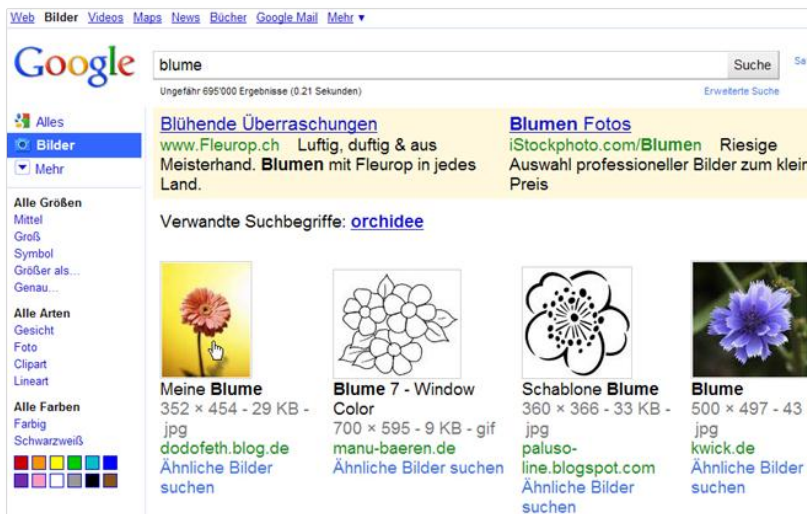 Web Bilder Videos Maps News Bücher Google Mail Mehr ▼
Google
blume
Suche
Ungefähr 695'000 Ergebnisse (0.21 Sekunden)
Erweiterte Suche
Alles
Bilder
Mehr
Alle Größen
Mittel
Groß
Symbol
Größer als...
Genau...
Alle Arten
Gesicht
Foto
Clipart
Lineart
Alle Farben
Farbig
Schwarzweiß
Blühende Überraschungen
www.Fleurop.ch Luftig, duftig & aus
Meisterhand. Blumen mit Fleurop in jedes
Land.
Blumen Fotos
iStockphoto.com/Blumen Riesige
Auswahl professioneller Bilder zum klein
Preis
Verwandte Suchbegriffe: orchidee
Meine Blume
352 × 454 - 29 KB -
jpg
dodofeth.blog.de
Ähnliche Bilder
suchen
Blume 7 - Window
Color
700 × 595 - 9 KB - gif
manu-baeren.de
Ähnliche Bilder suchen
Schablone Blume
360 × 366 - 33 KB -
jpg
paluso-
line.blogspot.com
Ähnliche Bilder
suchen
Blume
500 × 497 - 43
jpg
kwick.de
Ähnliche Bilder
suchen